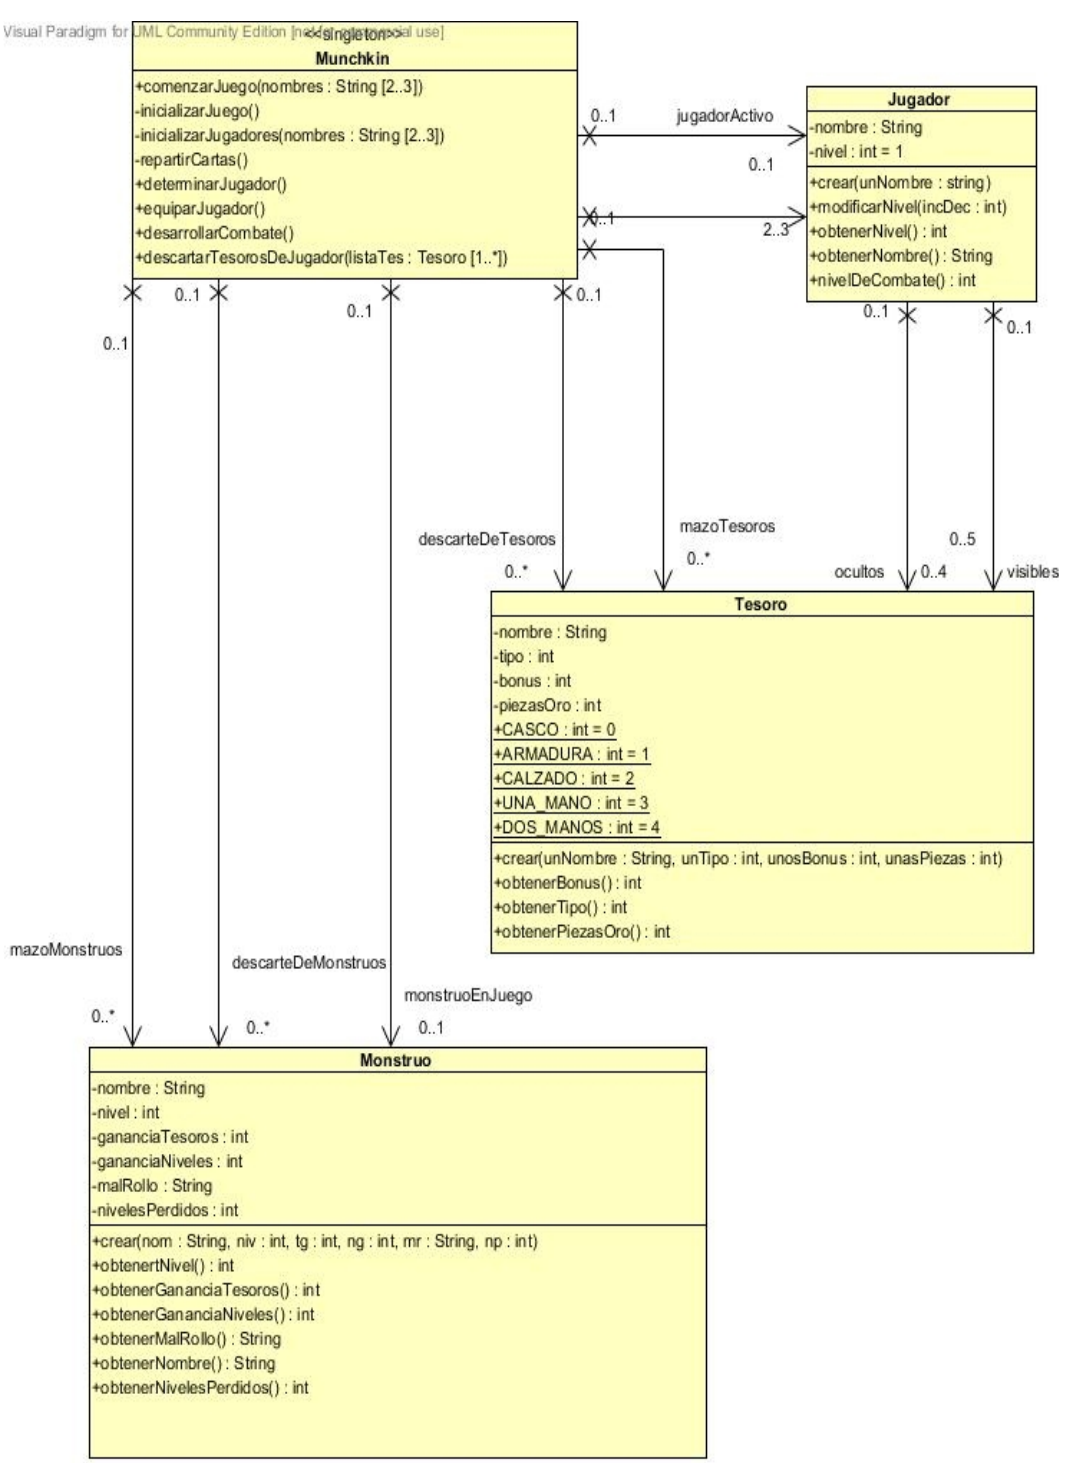 Visual Paradigm for UML Community Edition [not for commercial use]
<<singleton>>
Munchkin
+comenzarJuego(nombres : String [2..3])
-inicializarJuego()
-inicializarJugadores(nombres : String [2..3])
-repartirCartas()
+determinarJugador()
+equiparJugador()
+desarrollarCombate()
+descartarTesorosDeJugador(listaTes : Tesoro [1..*])
0..1
jugadorActivo
0..1
0..1
2..3
Jugador
-nombre : String
-nivel : int = 1
+crear(unNombre : string)
+modificarNivel(incDec : int)
+obtenerNivel() : int
+obtenerNombre() : String
+nivelDeCombate() : int
0..1
0..1
0..1
0..1
0..1
0..1
descarteDeTesoros
0..*
mazoTesoros
0..*
ocultos
0..4
0..5
visibles
Tesoro
-nombre : String
-tipo : int
-bonus : int
-piezasOro : int
+CASCO : int = 0
+ARMADURA : int = 1
+CALZADO : int = 2
+UNA_MANO : int = 3
+DOS_MANOS : int = 4
+crear(unNombre : String, unTipo : int, unosBonus : int, unasPiezas : int)
+obtenerBonus() : int
+obtenerTipo() : int
+obtenerPiezasOro() : int
mazoMonstruos
0..*
descarteDeMonstruos
0..*
monstruoEnJuego
0..1
Monstruo
-nombre : String
-nivel : int
-gananciaTesoros : int
-gananciaNiveles : int
-malRollo : String
-nivelesPerdidos : int
+crear(nom : String, niv : int, tg : int, ng : int, mr : String, np : int)
+obtenertNivel() : int
+obtenerGananciaTesoros() : int
+obtenerGananciaNiveles() : int
+obtenerMalRollo() : String
+obtenerNombre() : String
+obtenerNivelesPerdidos() : int